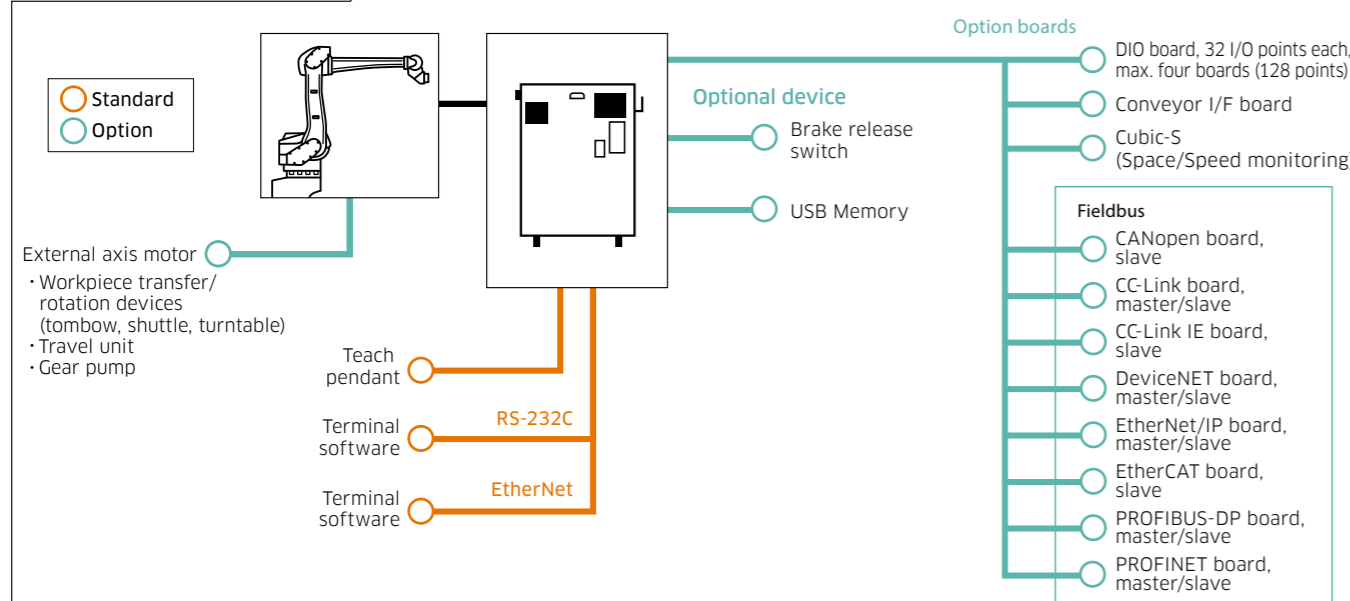 Standard
Option
External axis motor
・Workpiece transfer/
rotation devices
(tombow, shuttle, turntable)
・Travel unit
・Gear pump
Teach
pendant
RS-232C
Terminal
software
EtherNet
Terminal
software
Optional device
Brake release
switch
USB Memory
Option boards
DIO board, 32 I/O points each,
max. four boards (128 points)
Conveyor I/F board
Cubic-S
(Space/Speed monitoring)
Fieldbus
CANopen board,
slave
CC-Link board,
master/slave
CC-Link IE board,
slave
DeviceNET board,
master/slave
EtherNet/IP board,
master/slave
EtherCAT board,
slave
PROFIBUS-DP board,
master/slave
PROFINET board,
master/slave